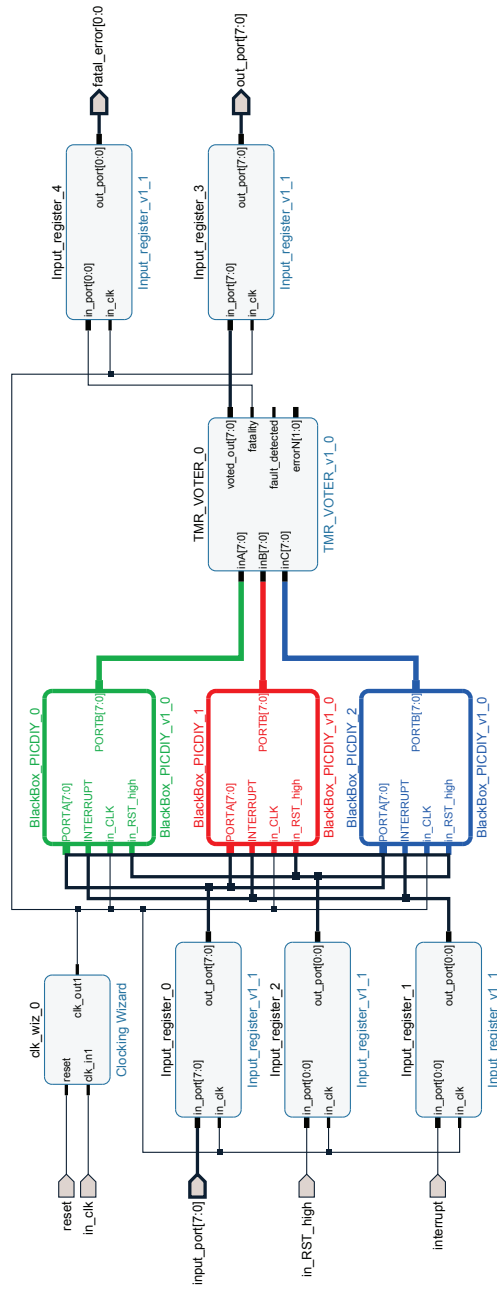 reset
in_clk
input_port[7:0]
in_RST_high
interrupt
clk_wiz_0
reset
clk_in1
clk_out1
Clocking Wizard
Input_register_0
in_port[7:0]
in_clk
out_port[7:0]
Input_register_v1_1
Input_register_2
in_port[0:0]
in_clk
out_port[0:0]
Input_register_v1_1
Input_register_1
in_port[0:0]
in_clk
out_port[0:0]
Input_register_v1_1
BlackBox_PICDIY_0
PORTA[7:0]
INTERRUPT
in_CLK
in_RST_high
PORTB[7:0]
BlackBox_PICDIY_v1_0
BlackBox_PICDIY_1
PORTA[7:0]
INTERRUPT
in_CLK
in_RST_high
PORTB[7:0]
BlackBox_PICDIY_v1_0
BlackBox_PICDIY_2
PORTA[7:0]
INTERRUPT
in_CLK
in_RST_high
PORTB[7:0]
BlackBox_PICDIY_v1_0
TMR_VOTER_0
inA[7:0]
inB[7:0]
inC[7:0]
voted_out[7:0]
fatality
fault_detected
errorN[1:0]
TMR_VOTER_v1_0
Input_register_4
in_port[0:0]
in_clk
out_port[0:0]
Input_register_v1_1
Input_register_3
in_port[7:0]
in_clk
out_port[7:0]
Input_register_v1_1
fatal_error[0:0
out_port[7:0]